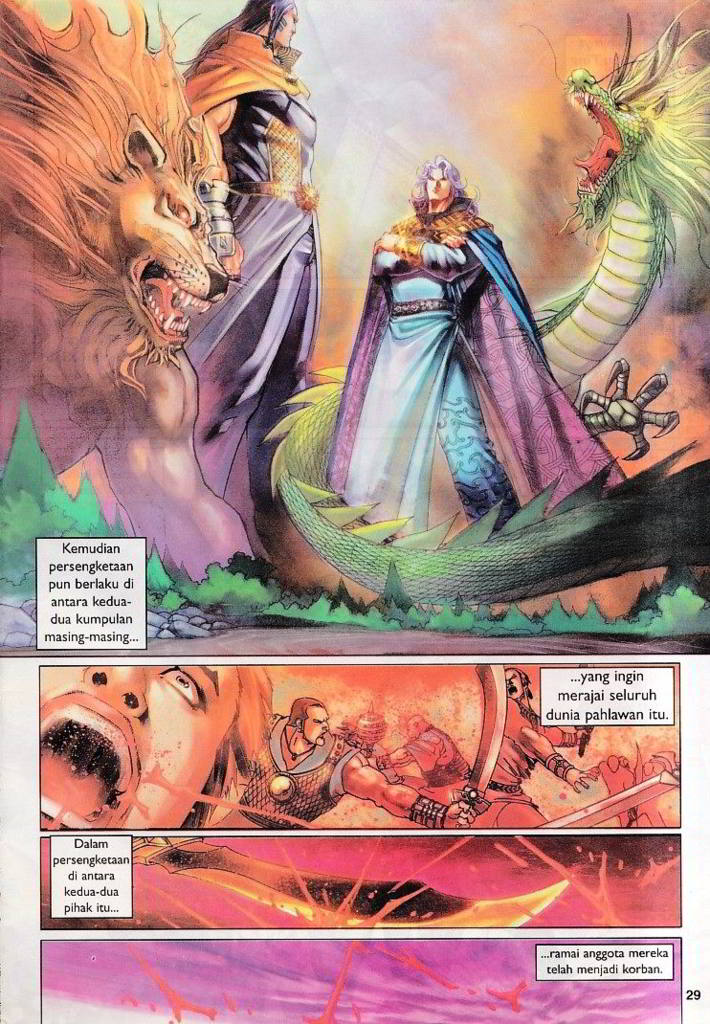 Kemudian
persengketaan
pun berlaku di
antara kedua-
dua kumpulan
masing-masing...
...yang ingin
merajai seluruh
dunia pahlawan itu.
Dalam
persengketaan
di antara
kedua-dua
pihak itu...
...ramai anggota mereka
telah menjadi korban.
29